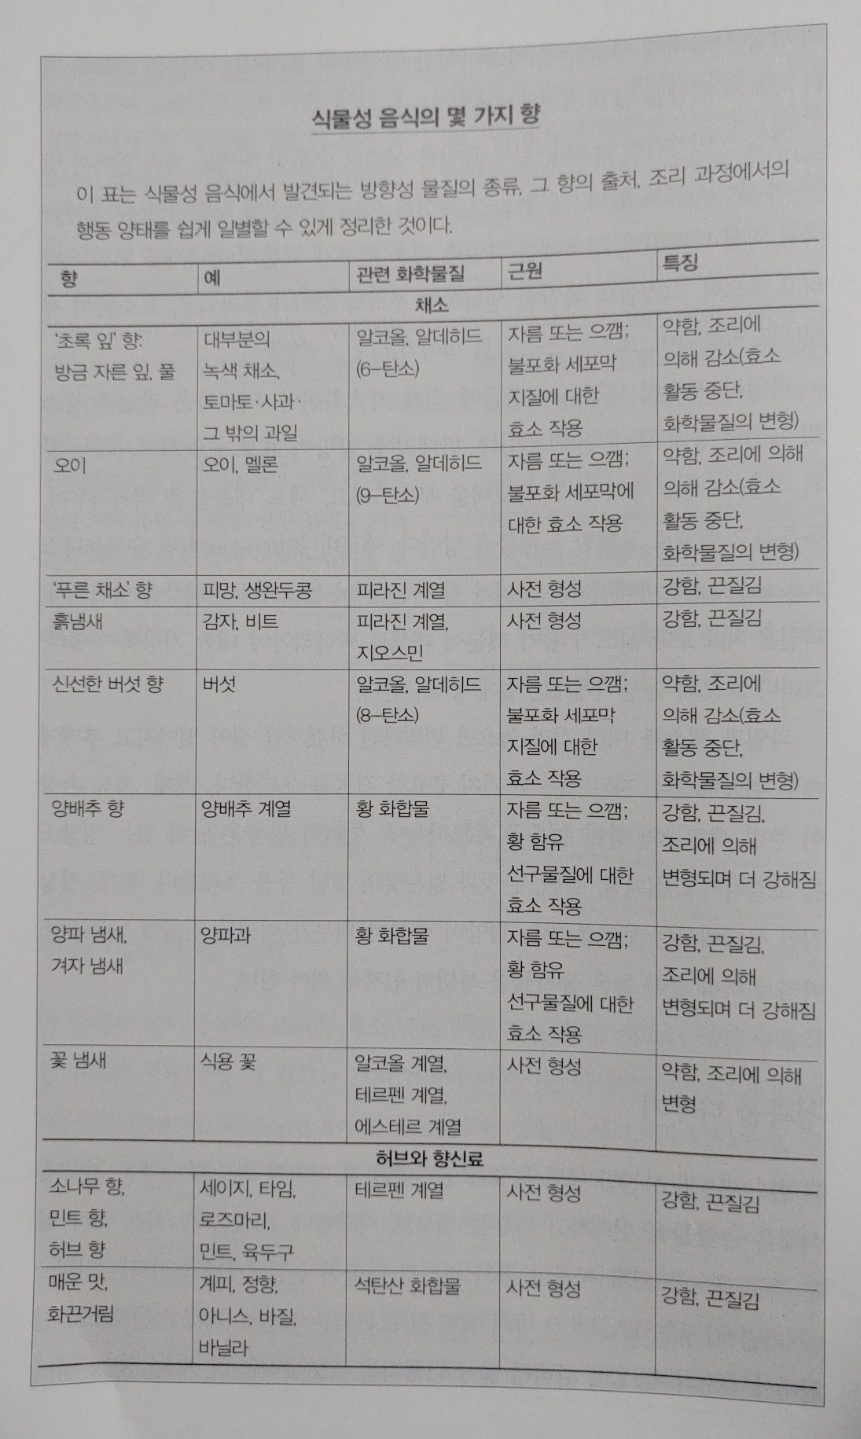 식물성 음식의 몇 가지 향
이 표는 식물성 음식에서 발견되는 방향성 물질의 종류, 그 향의 출처, 조리 과정에서의
행동 양태를 쉽게 일별할 수 있게 정리한 것이다.
향 예 관련 화학물질 근원 특징
채소
'초록 잎' 향: 대부분의 알코올, 알데히드 자름 또는 으깸; 약함, 조리에
방금 자른 잎, 풀 녹색 채소, (6-탄소) 불포화 세포막 의해 감소(효소
토마토·사과· 지질에 대한 활동 중단,
그 밖의 과일 효소 작용 화학물질의 변형)
오이 오이, 멜론 알코올, 알데히드 자름 또는 으깸; 약함, 조리에 의해
(9-탄소) 불포화 세포막에 의해 감소(효소
대한 효소 작용 활동 중단,
화학물질의 변형)
'푸른 채소' 향 피망, 생완두콩 피라진 계열 사전 형성 강함, 끈질김
흙냄새 감자, 비트 피라진 계열, 사전 형성 강함, 끈질김
지오스민
신선한 버섯 향 버섯 알코올, 알데히드 자름 또는 으깸; 약함, 조리에
(8-탄소) 불포화 세포막 의해 감소(효소
지질에 대한 활동 중단,
효소 작용 화학물질의 변형)
양배추 향 양배추 계열 황 화합물 자름 또는 으깸; 강함, 끈질김,
황 함유 조리에 의해
선구물질에 대한 변형되며 더 강해짐
효소 작용
양파 냄새, 양파과 황 화합물 자름 또는 으깸; 강함, 끈질김,
겨자 냄새 황 함유 조리에 의해
선구물질에 대한 변형되며 더 강해짐
효소 작용
꽃 냄새 식용 꽃 알코올 계열, 사전 형성 약함, 조리에 의해
테르펜 계열, 변형
에스테르 계열
허브와 향신료
소나무 향, 세이지, 타임, 테르펜 계열 사전 형성 강함, 끈질김
민트 향, 로즈마리,
허브 향 민트, 육두구
매운 맛, 계피, 정향, 석탄산 화합물 사전 형성 강함, 끈질김
화끈거림 아니스, 바질,
바닐라